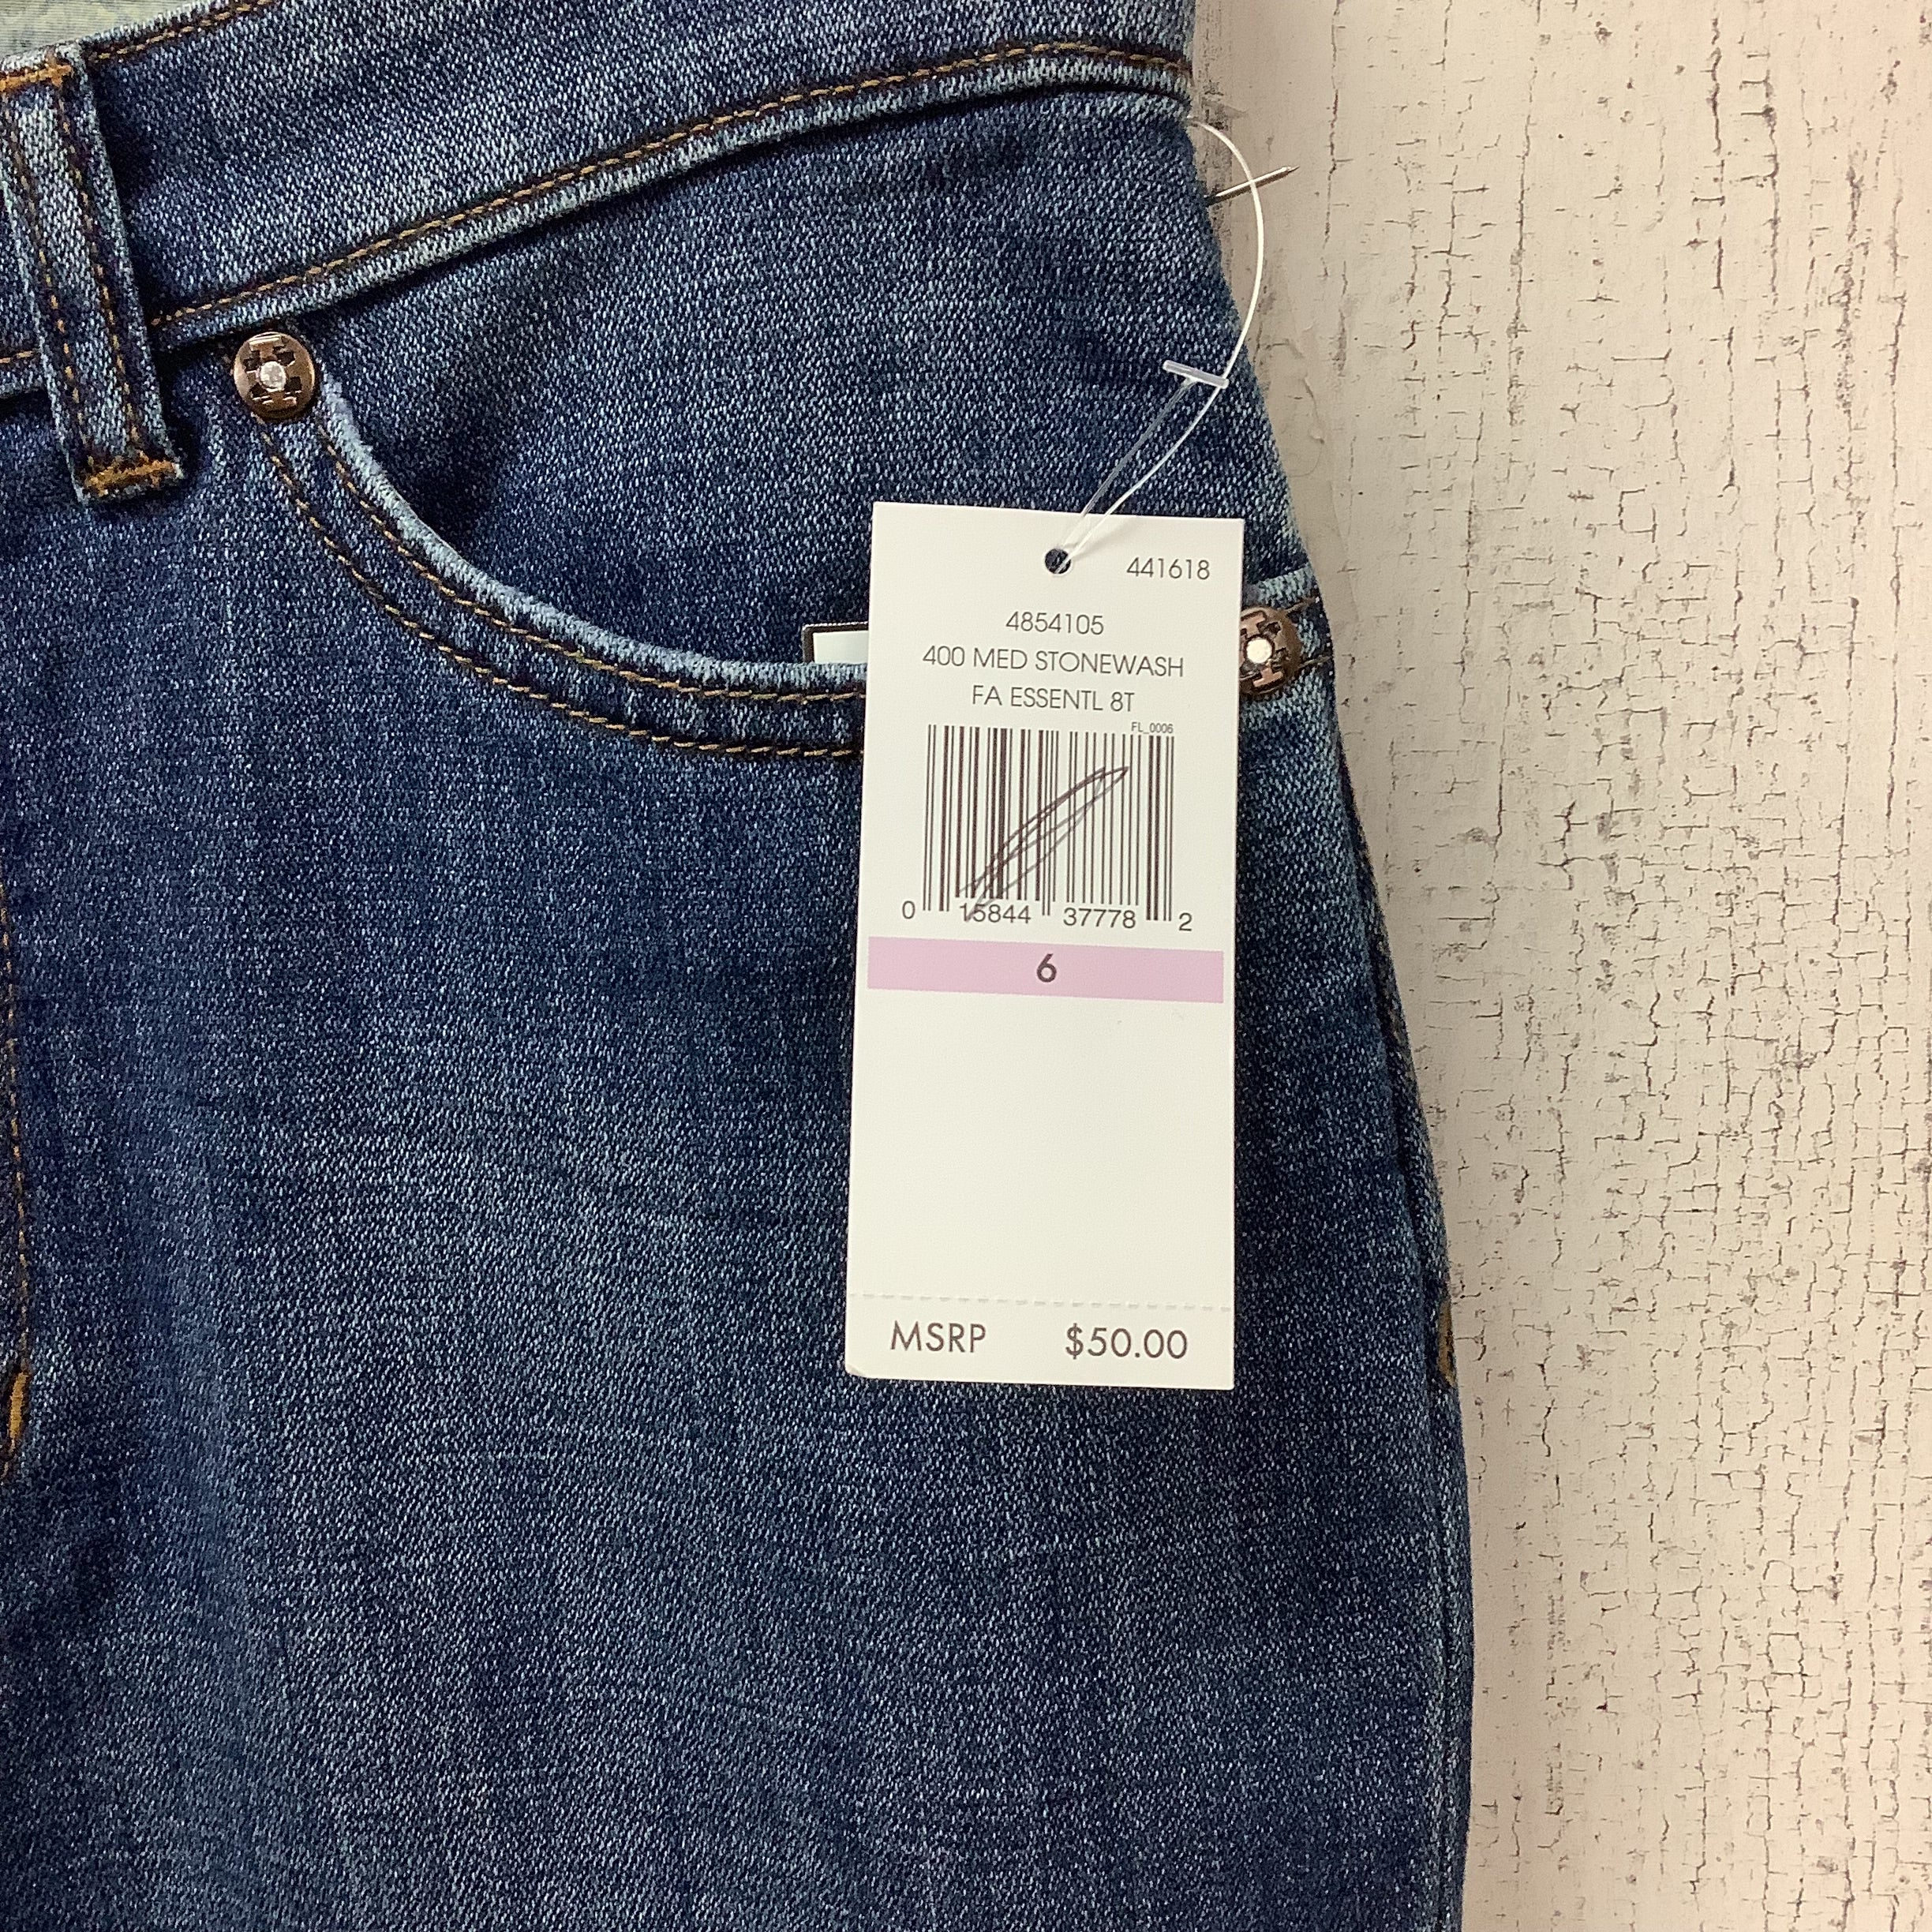 441618
4854105
400 MED STONEWASH
FA ESSENTL 8T
FL_0006
0 15844 37778 2
6
MSRP $50.00